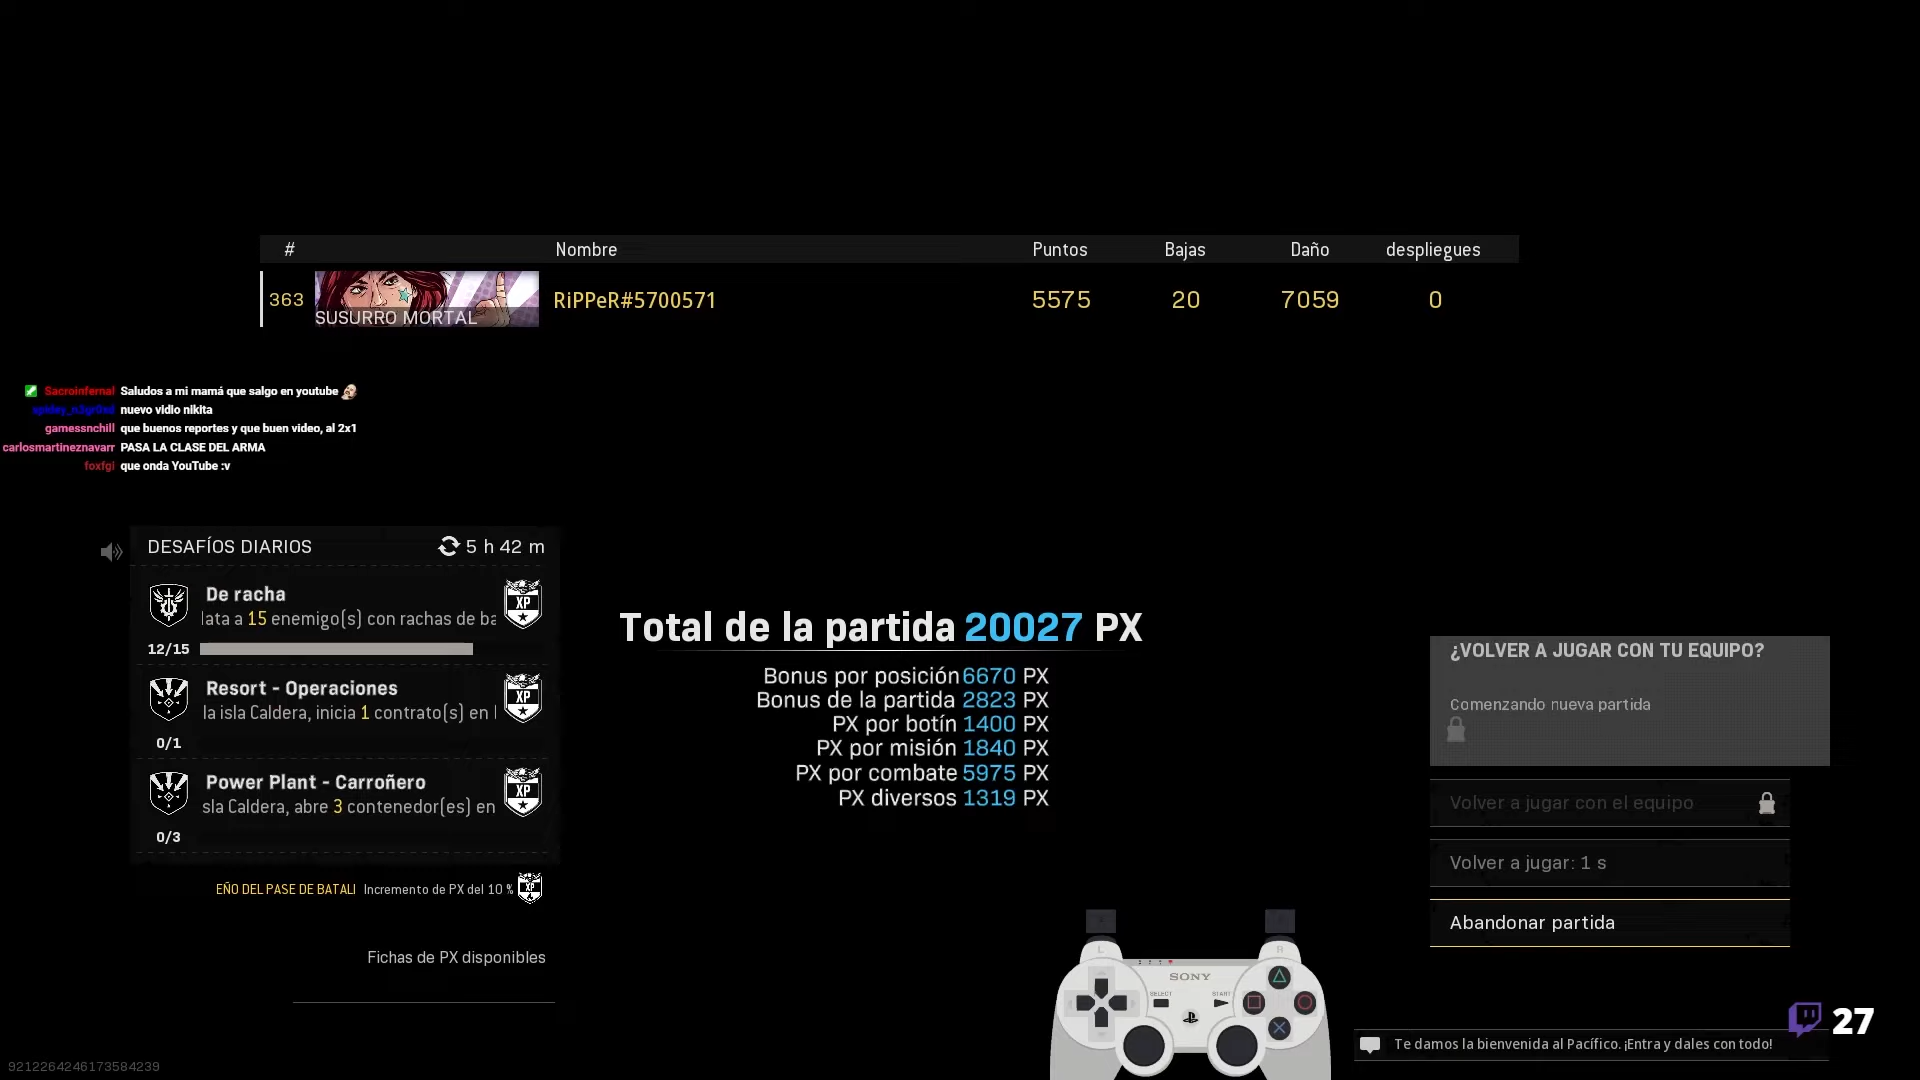 # Nombre Puntos Bajas Daño despliegues
363 SUSURRO MORTAL RiPPeR#5700571 5575 20 7059 0
Sacroinfernal Saludos a mi mamá que salgo en youtube
nuevo vidio nikita
gamessnchill que buenos reportes y que buen video, al 2x1
carlosmartineznavarr PASA LA CLASE DEL ARMA
foxfgl que onda YouTube :v
DESAFÍOS DIARIOS 5 h 42 m
De racha
lata a 15 enemigo(s) con rachas de ba
XP
12/15
Resort - Operaciones
la isla Caldera, inicia 1 contrato(s) en l
XP
0/1
Power Plant - Carroñero
sla Caldera, abre 3 contenedor(es) en
XP
0/3
EÑO DEL PASE DE BATALI Incremento de PX del 10 % XP
Fichas de PX disponibles
Total de la partida 20027 PX
Bonus por posición 6670 PX
Bonus de la partida 2823 PX
PX por botín 1400 PX
PX por misión 1840 PX
PX por combate 5975 PX
PX diversos 1319 PX
¿VOLVER A JUGAR CON TU EQUIPO?
Comenzando nueva partida
Volver a jugar con el equipo
Volver a jugar: 1 s
Abandonar partida
L R
SONY
SELECT START
27
Te damos la bienvenida al Pacífico. ¡Entra y dales con todo!
9212264246173584239